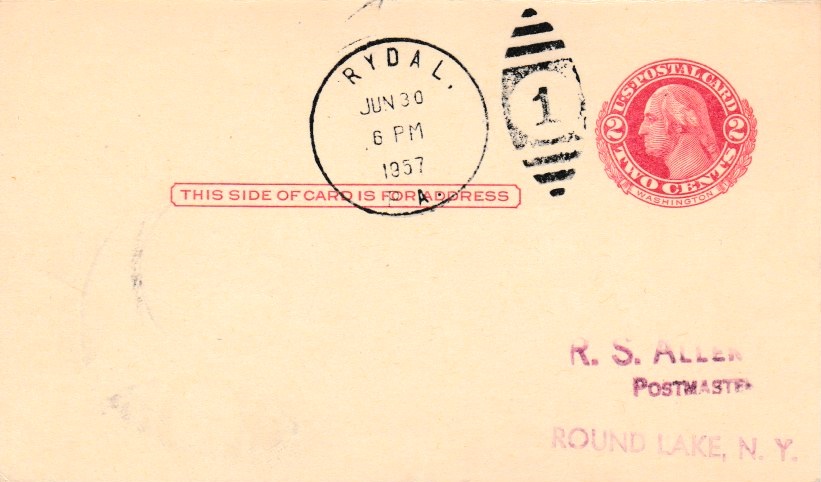 RYDAL,
JUN 30
6 PM
1957
PA.
1
U.S. POSTAL CARD
2 2
TWO CENTS
WASHINGTON
THIS SIDE OF CARD IS FOR ADDRESS
R. S. ALLEN
POSTMASTER
ROUND LAKE, N. Y.